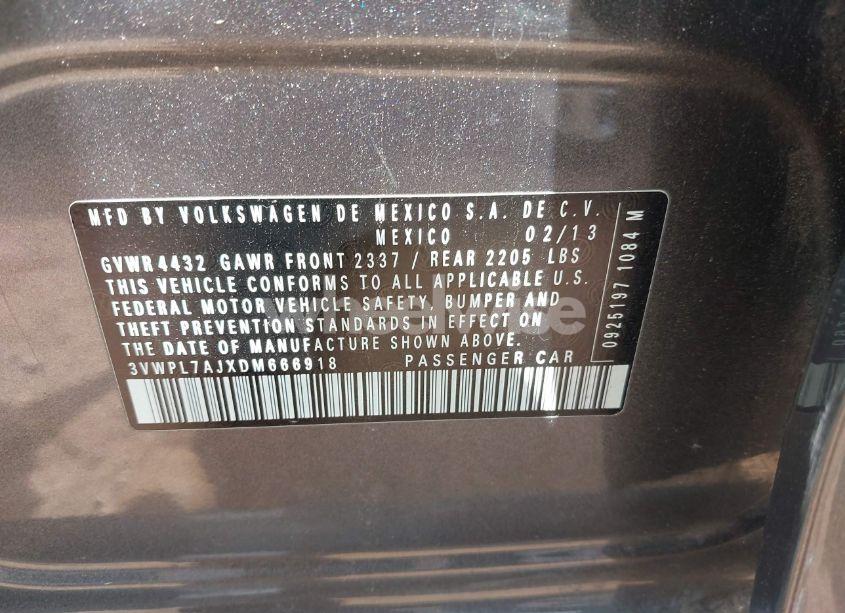 MFD BY VOLKSWAGEN DE MEXICO S.A. DE C.V.
MEXICO 02/13
GVWR4432 GAWR FRONT 2337 / REAR 2205 LBS
THIS VEHICLE CONFORMS TO ALL APPLICABLE U.S.
FEDERAL MOTOR VEHICLE SAFETY, BUMPER AND
THEFT PREVENTION STANDARDS IN EFFECT ON
THE DATE OF MANUFACTURE SHOWN ABOVE.
3VWPL7AJXDM666918 PASSENGER CAR
0925197 1084 M